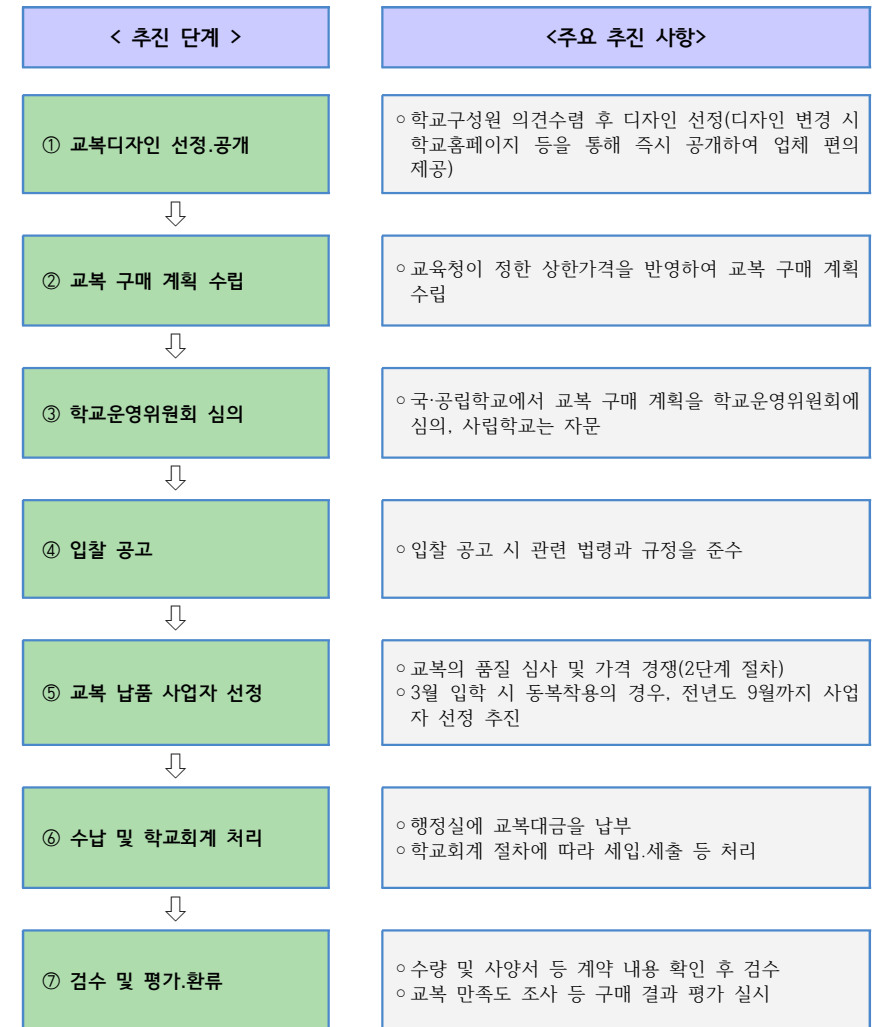 < 추진 단계 >
<주요 추진 사항>
① 교복디자인 선정.공개
○ 학교구성원 의견수렴 후 디자인 선정(디자인 변경 시
학교홈페이지 등을 통해 즉시 공개하여 업체 편의
제공)
⇩
② 교복 구매 계획 수립
○ 교육청이 정한 상한가격을 반영하여 교복 구매 계획
수립
⇩
③ 학교운영위원회 심의
○ 국·공립학교에서 교복 구매 계획을 학교운영위원회에
심의, 사립학교는 자문
⇩
④ 입찰 공고
○ 입찰 공고 시 관련 법령과 규정을 준수
⇩
⑤ 교복 납품 사업자 선정
○ 교복의 품질 심사 및 가격 경쟁(2단계 절차)
○ 3월 입학 시 동복착용의 경우, 전년도 9월까지 사업
자 선정 추진
⇩
⑥ 수납 및 학교회계 처리
○ 행정실에 교복대금을 납부
○ 학교회계 절차에 따라 세입.세출 등 처리
⇩
⑦ 검수 및 평가.환류
○ 수량 및 사양서 등 계약 내용 확인 후 검수
○ 교복 만족도 조사 등 구매 결과 평가 실시